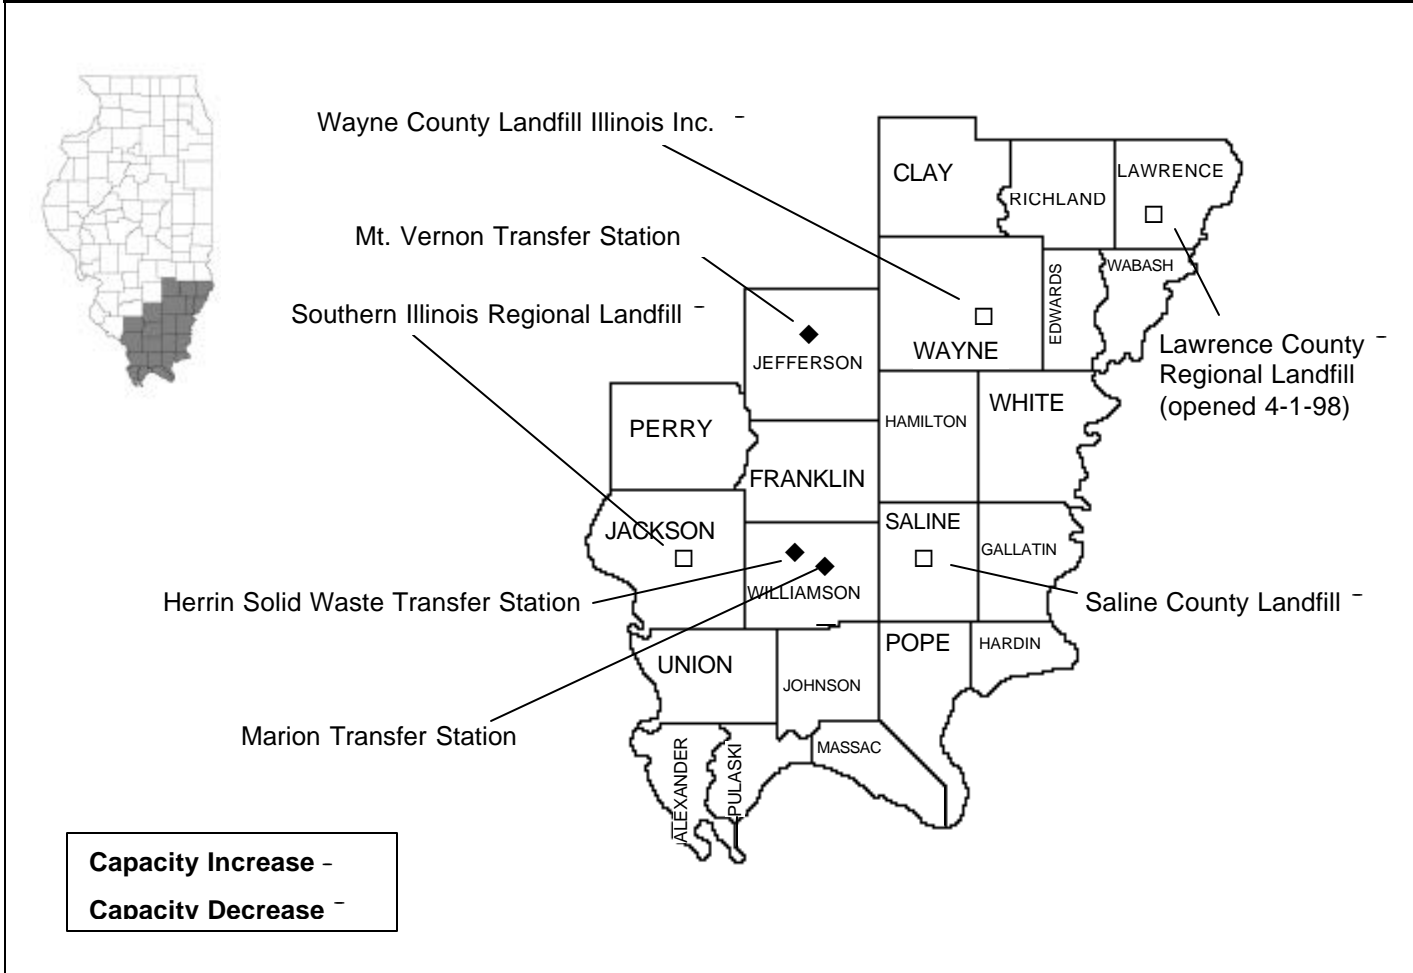 Wayne County Landfill Illinois Inc. –
CLAY
LAWRENCE
RICHLAND
Mt. Vernon Transfer Station
WABASH
EDWARDS
Southern Illinois Regional Landfill –
WAYNE
JEFFERSON
Lawrence County –
Regional Landfill
(opened 4-1-98)
WHITE
HAMILTON
PERRY
FRANKLIN
SALINE
JACKSON
GALLATIN
WILLIAMSON
Herrin Solid Waste Transfer Station
Saline County Landfill –
POPE
HARDIN
UNION
JOHNSON
Marion Transfer Station
MASSAC
ALEXANDER
PULASKI
Capacity Increase –
Capacity Decrease –